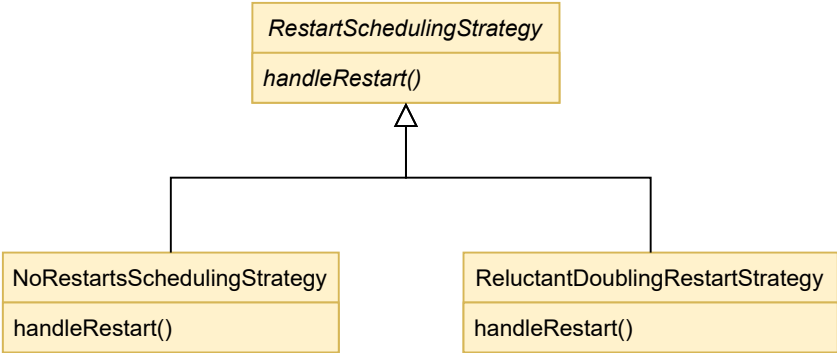 RestartSchedulingStrategy
handleRestart()
NoRestartsSchedulingStrategy
handleRestart()
ReluctantDoublingRestartStrategy
handleRestart()